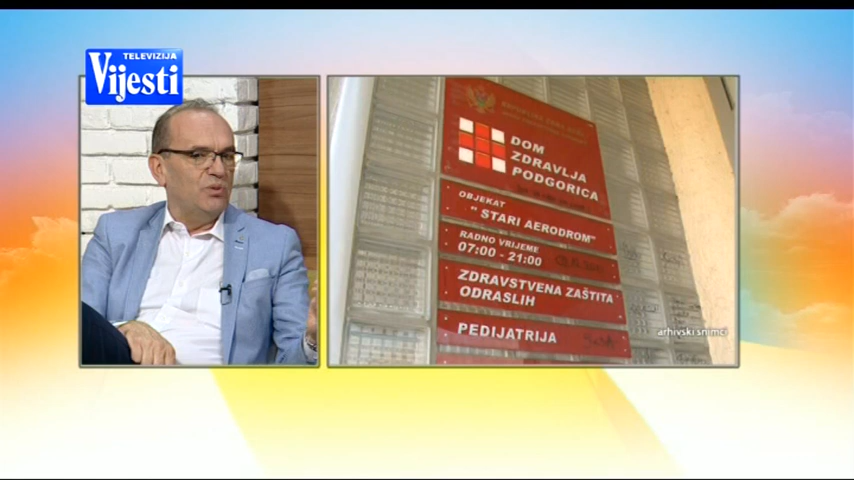 TELEVIZIJA
Vijesti
DOM
ZDRAVLJA
PODGORICA
OBJEKAT
" STARI AERODROM"
RADNO VRIJEME
07:00 - 21:00
ZDRAVSTVENA ZAŠTITA
ODRASLIH
PEDIJATRIJA
arhivski snimci